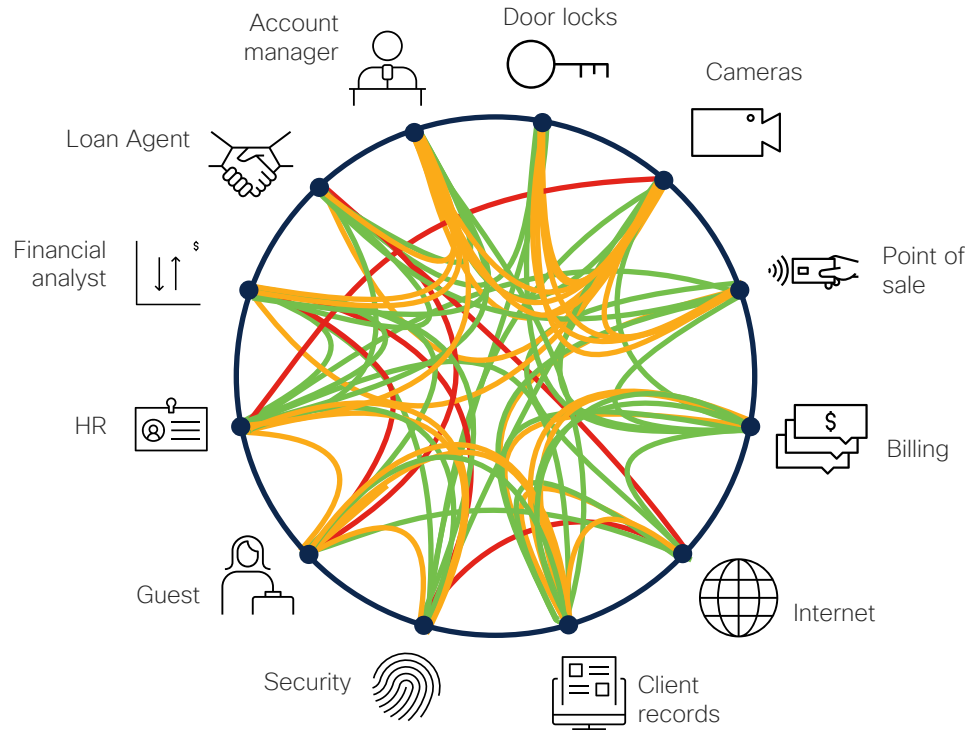 Account
manager
Door locks
Cameras
Loan Agent
Financial
analyst
$
Point of
sale
HR
$
Billing
Guest
Internet
Security
Client
records